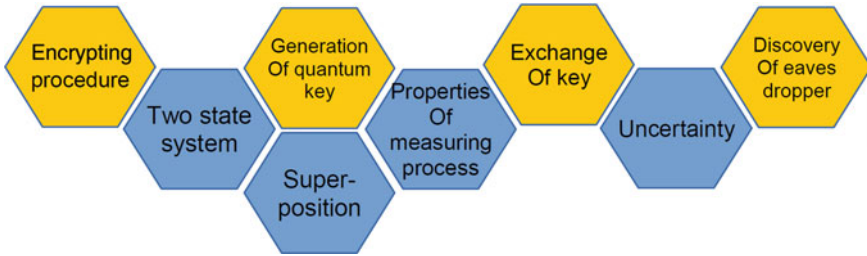 Encrypting
procedure
Two state
system
Generation
Of quantum
key
Super-
position
Properties
Of
measuring
process
Exchange
Of key
Uncertainty
Discovery
Of eaves
dropper